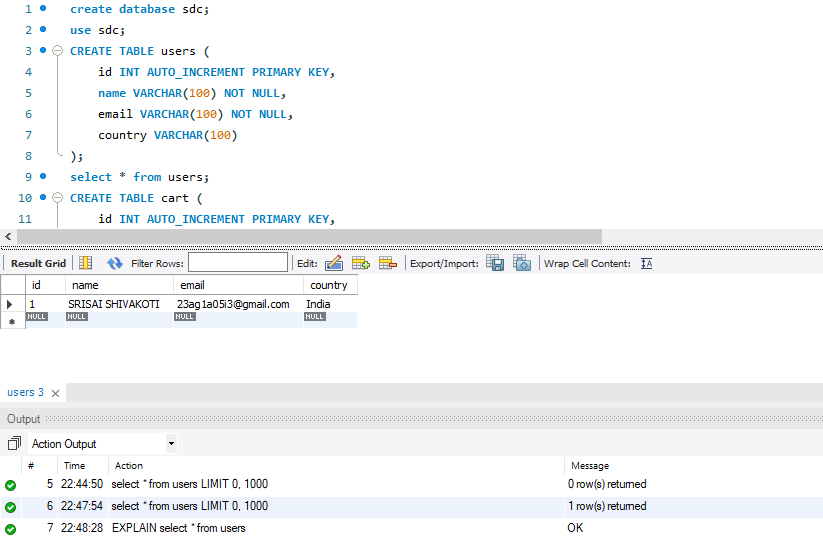 1 create database sdc;
2 use sdc;
3 CREATE TABLE users (
4 id INT AUTO_INCREMENT PRIMARY KEY,
5 name VARCHAR(100) NOT NULL,
6 email VARCHAR(100) NOT NULL,
7 country VARCHAR(100)
8 );
9 select * from users;
10 CREATE TABLE cart (
11 id INT AUTO_INCREMENT PRIMARY KEY,
Result Grid Filter Rows: Edit: Export/Import: Wrap Cell Content:
id name email country
1 SRISAI SHIVAKOTI 23ag1a05i3@gmail.com India
NULL NULL NULL NULL
users 3
Output
Action Output
# Time Action Message
5 22:44:50 select * from users LIMIT 0, 1000 0 row(s) returned
6 22:47:54 select * from users LIMIT 0, 1000 1 row(s) returned
7 22:48:28 EXPLAIN select * from users OK